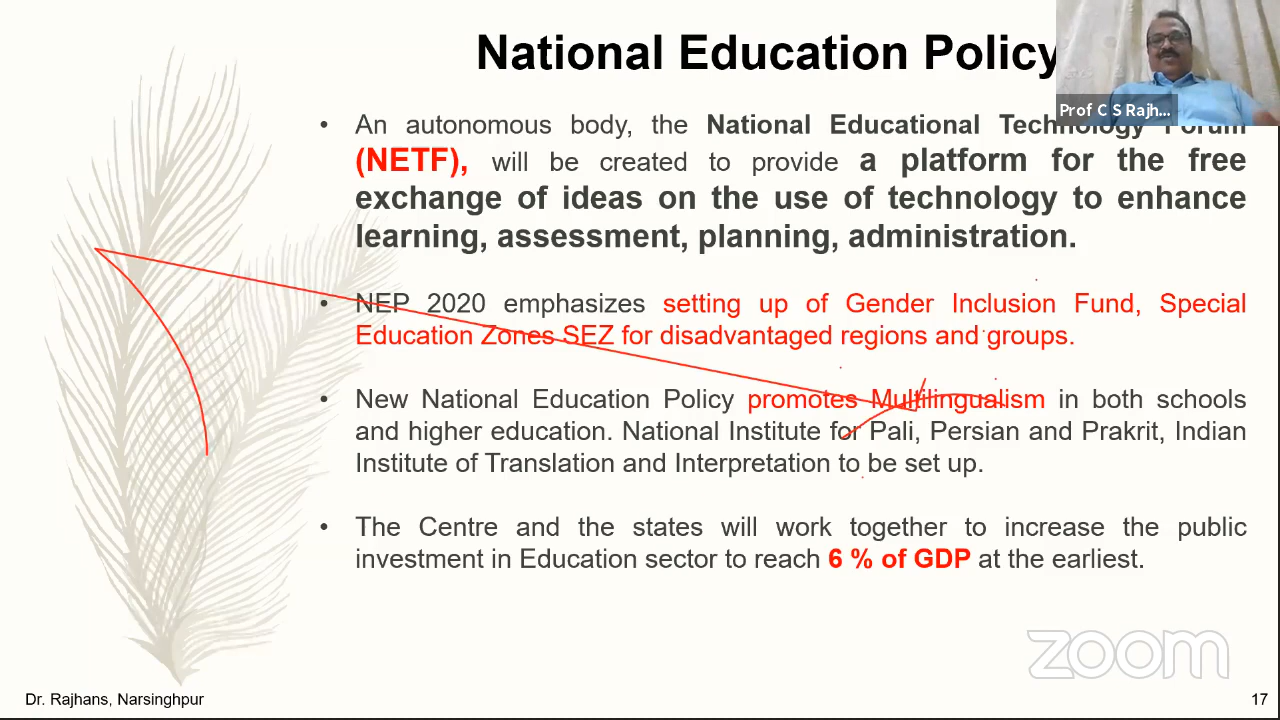 National Education Policy
Prof C S Rajh...
• An autonomous body, the National Educational Technology Forum
(NETF), will be created to provide a platform for the free
exchange of ideas on the use of technology to enhance
learning, assessment, planning, administration.
• NEP 2020 emphasizes setting up of Gender Inclusion Fund, Special
Education Zones SEZ for disadvantaged regions and groups.
• New National Education Policy promotes Multilingualism in both schools
and higher education. National Institute for Pali, Persian and Prakrit, Indian
Institute of Translation and Interpretation to be set up.
• The Centre and the states will work together to increase the public
investment in Education sector to reach 6 % of GDP at the earliest.
zoom
Dr. Rajhans, Narsinghpur
17